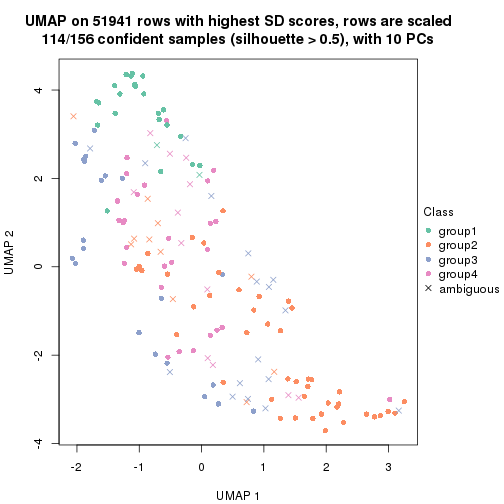 UMAP on 51941 rows with highest SD scores, rows are scaled
114/156 confident samples (silhouette > 0.5), with 10 PCs
4
2
0
-2
-4
UMAP 2
-2
-1
0
1
2
3
UMAP 1
Class
group1
group2
group3
group4
ambiguous